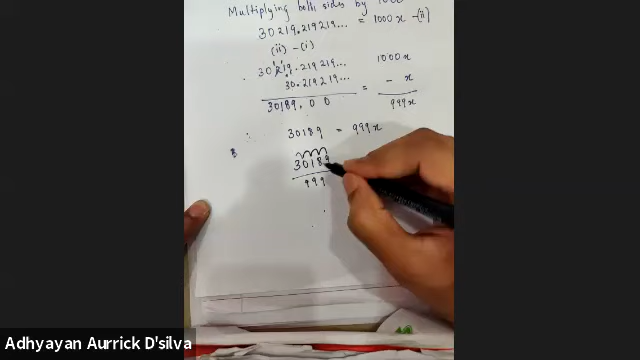 Multiplying both sides by 1000
30219.219219... = 1000x -(ii)
(ii) - (i)
30219.219219... 1000x
30.219219... = - x
30189.00 999x
∴ 30189 = 999x
30189
999
Adhyayan Aurrick D'silva